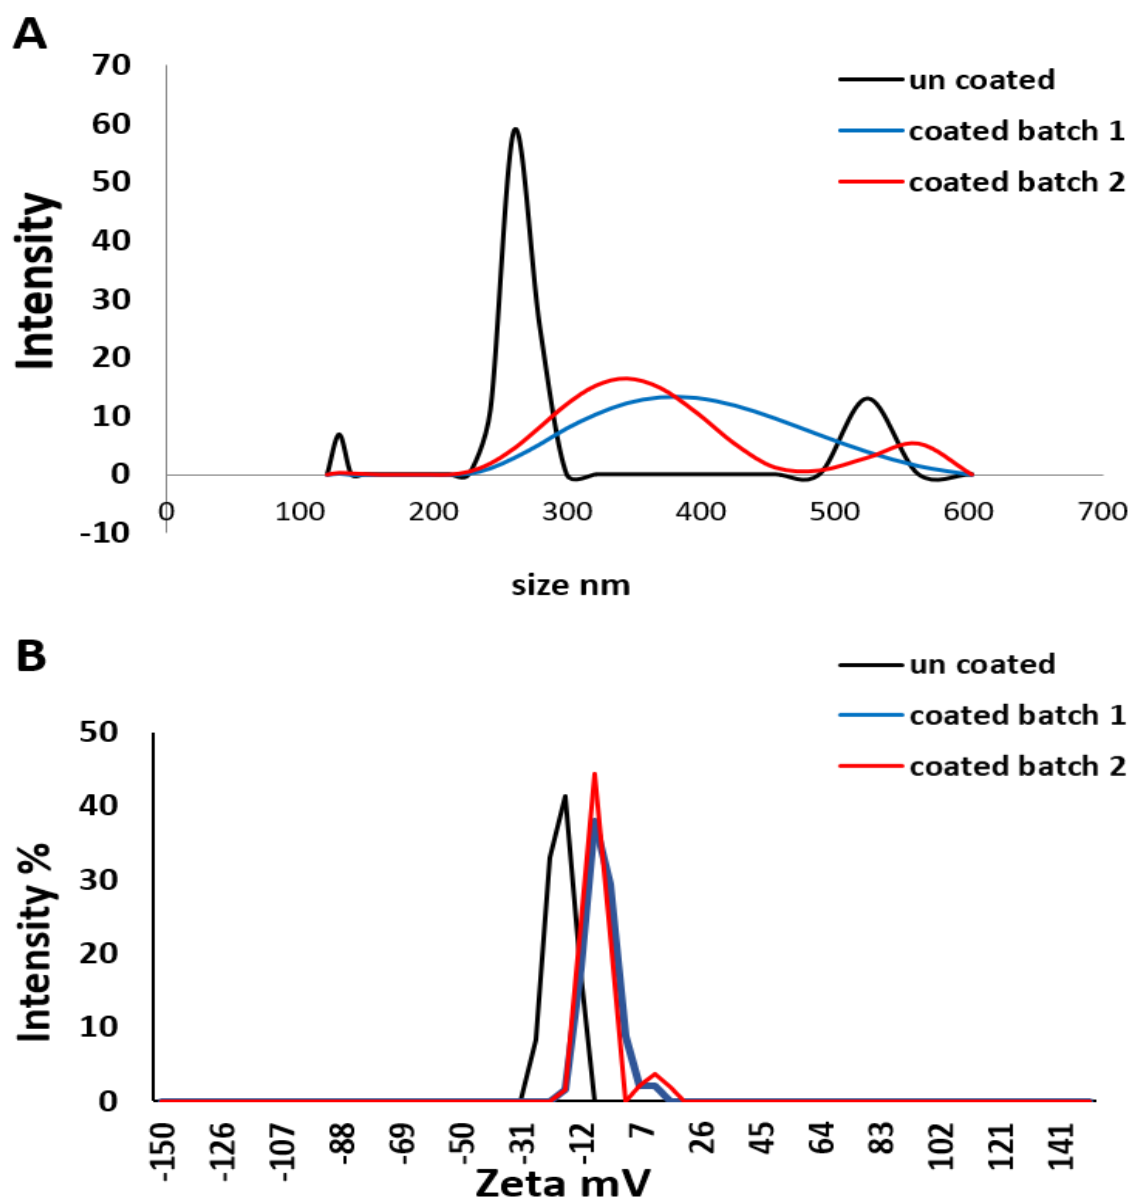 A
70
60
50
40
30
20
10
0
-10
Intensity
un coated
coated batch 1
coated batch 2
0 100 200 300 400 500 600 700
size nm
B
un coated
coated batch 1
coated batch 2
50
40
30
20
10
0
Intensity %
-150 -126 -107 -88 -69 -50 -31 -12 7 26 45 64 83 102 121 141
Zeta mV